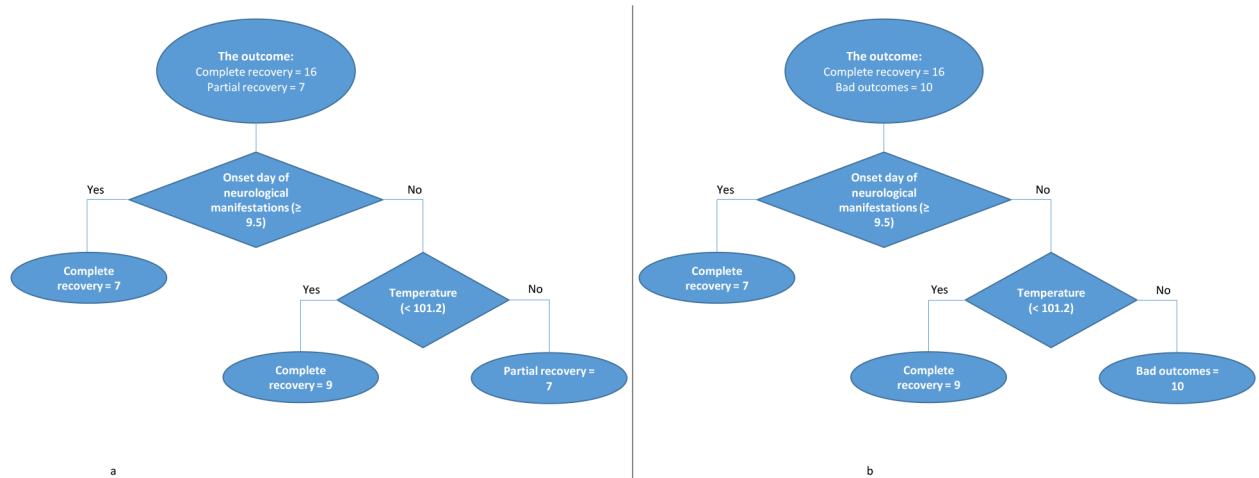 The outcome:
Complete recovery = 16
Partial recovery = 7
Onset day of
neurological
manifestations (≥
9.5)
Yes
No
Complete
recovery = 7
Temperature
(< 101.2)
Yes
No
Complete
recovery = 9
Partial recovery =
7
a
The outcome:
Complete recovery = 16
Bad outcomes = 10
Onset day of
neurological
manifestations (≥
9.5)
Yes
No
Complete
recovery = 7
Temperature
(< 101.2)
Yes
No
Complete
recovery = 9
Bad outcomes =
10
b